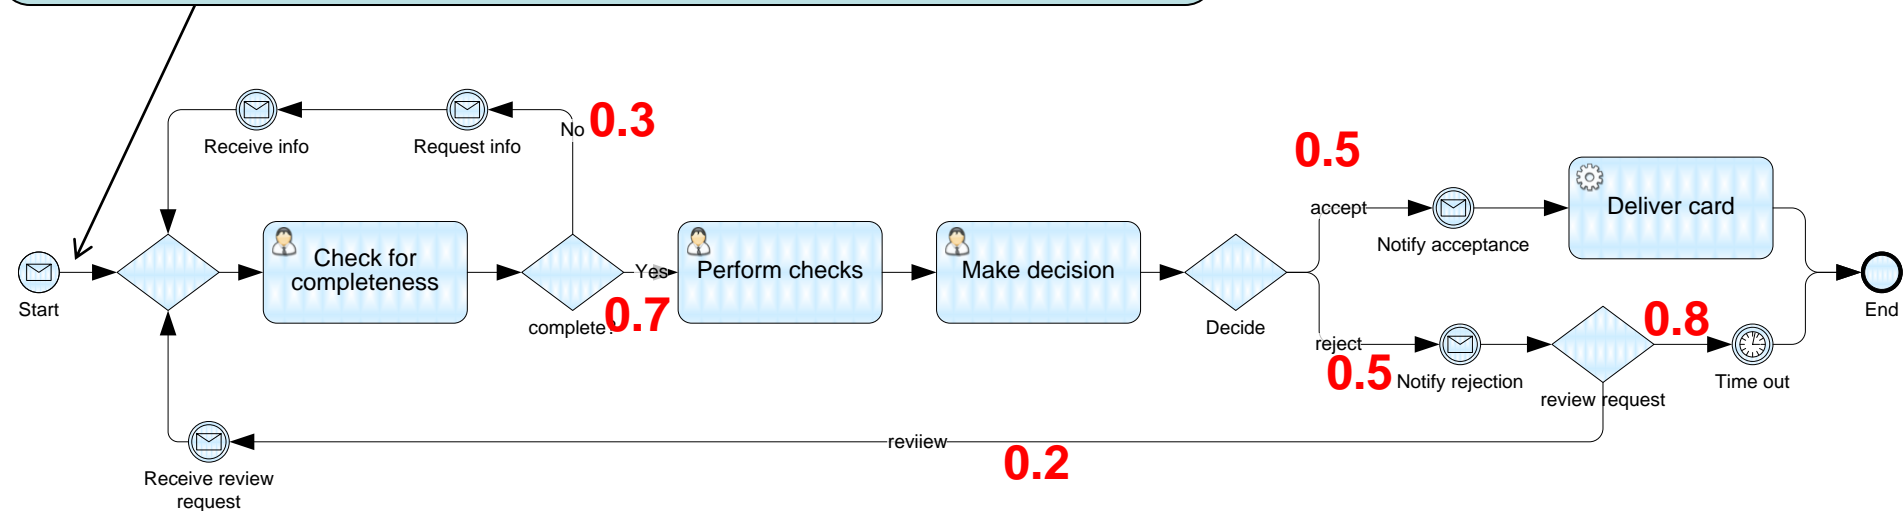 No
0.3
Receive info
Request info
0.5
accept
Deliver card
Notify acceptance
Start
Check for
completeness
Yes
Perform checks
Make decision
complete?
0.7
Decide
End
reject
0.5
Notify rejection
0.8
Time out
review request
reviiew
0.2
Receive review
request